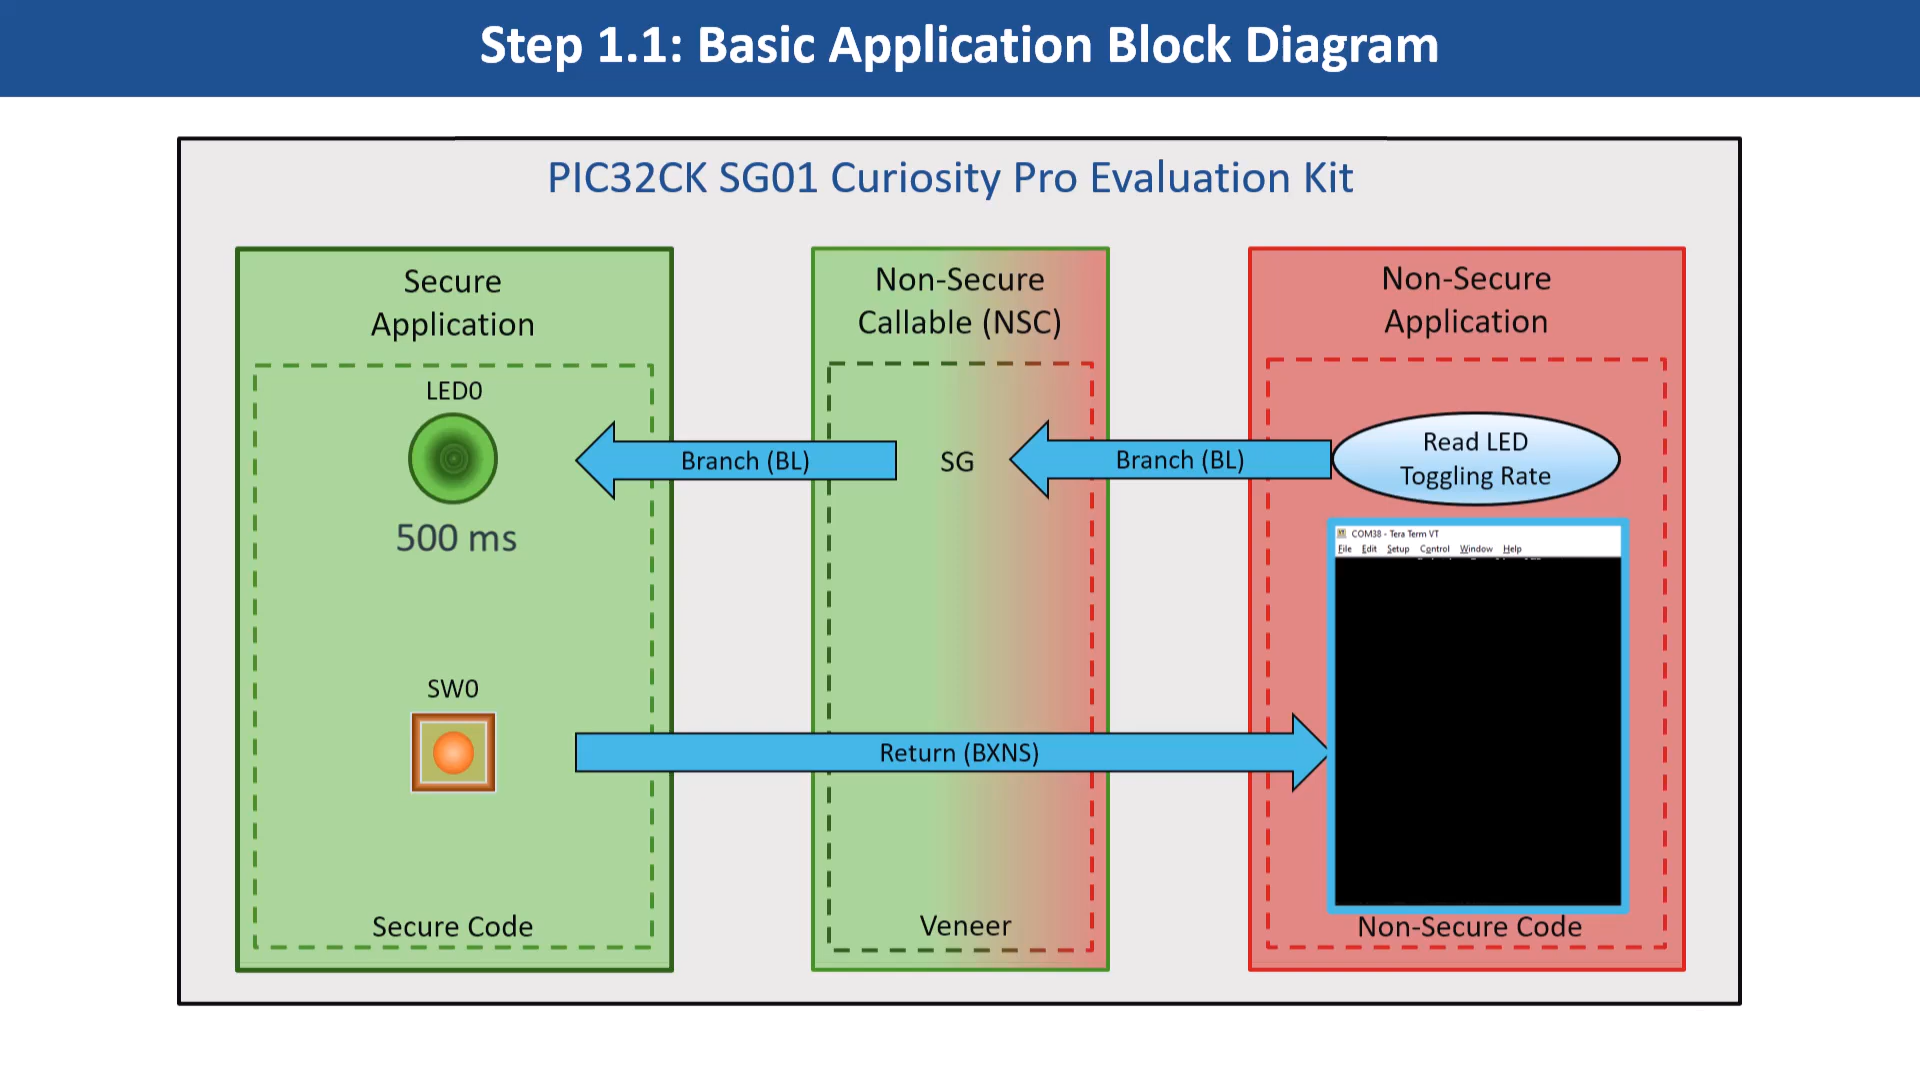 Step 1.1: Basic Application Block Diagram
PIC32CK SG01 Curiosity Pro Evaluation Kit
Secure
Application
LED0
500 ms
SW0
Secure Code
Non-Secure
Callable (NSC)
Branch (BL)
SG
Branch (BL)
Return (BXNS)
Veneer
Non-Secure
Application
Read LED
Toggling Rate
COM38 - Tera Term VT
File Edit Setup Control Window Help
Non-Secure Code